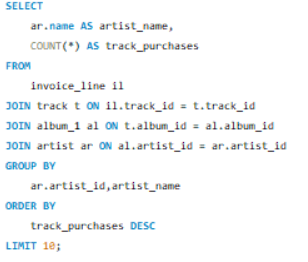 SELECT
ar.name AS artist_name,
COUNT(*) AS track_purchases
FROM
invoice_line il
JOIN track t ON il.track_id = t.track_id
JOIN album_1 al ON t.album_id = al.album_id
JOIN artist ar ON al.artist_id = ar.artist_id
GROUP BY
ar.artist_id,artist_name
ORDER BY
track_purchases DESC
LIMIT 10;